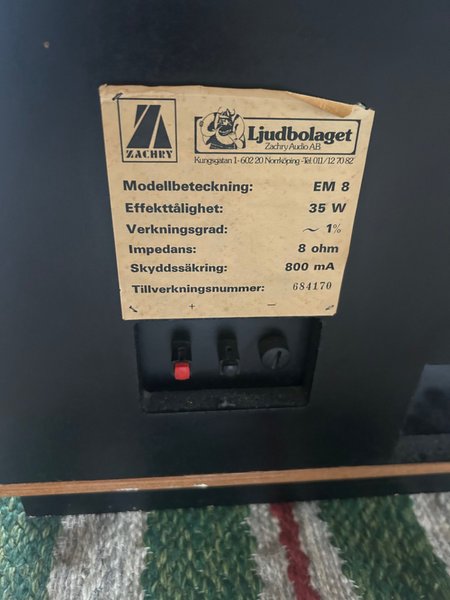 ZACHRY
Ljudbolaget
Zachry Audio AB
Kungsgatan 1 - 602 20 Norrköping - Tel. 011/12 70 82
Modellbeteckning: EM 8
Effekttålighet: 35 W
Verkningsgrad: ~ 1%
Impedans: 8 ohm
Skyddssäkring: 800 mA
Tillverkningsnummer: 684170
+ −